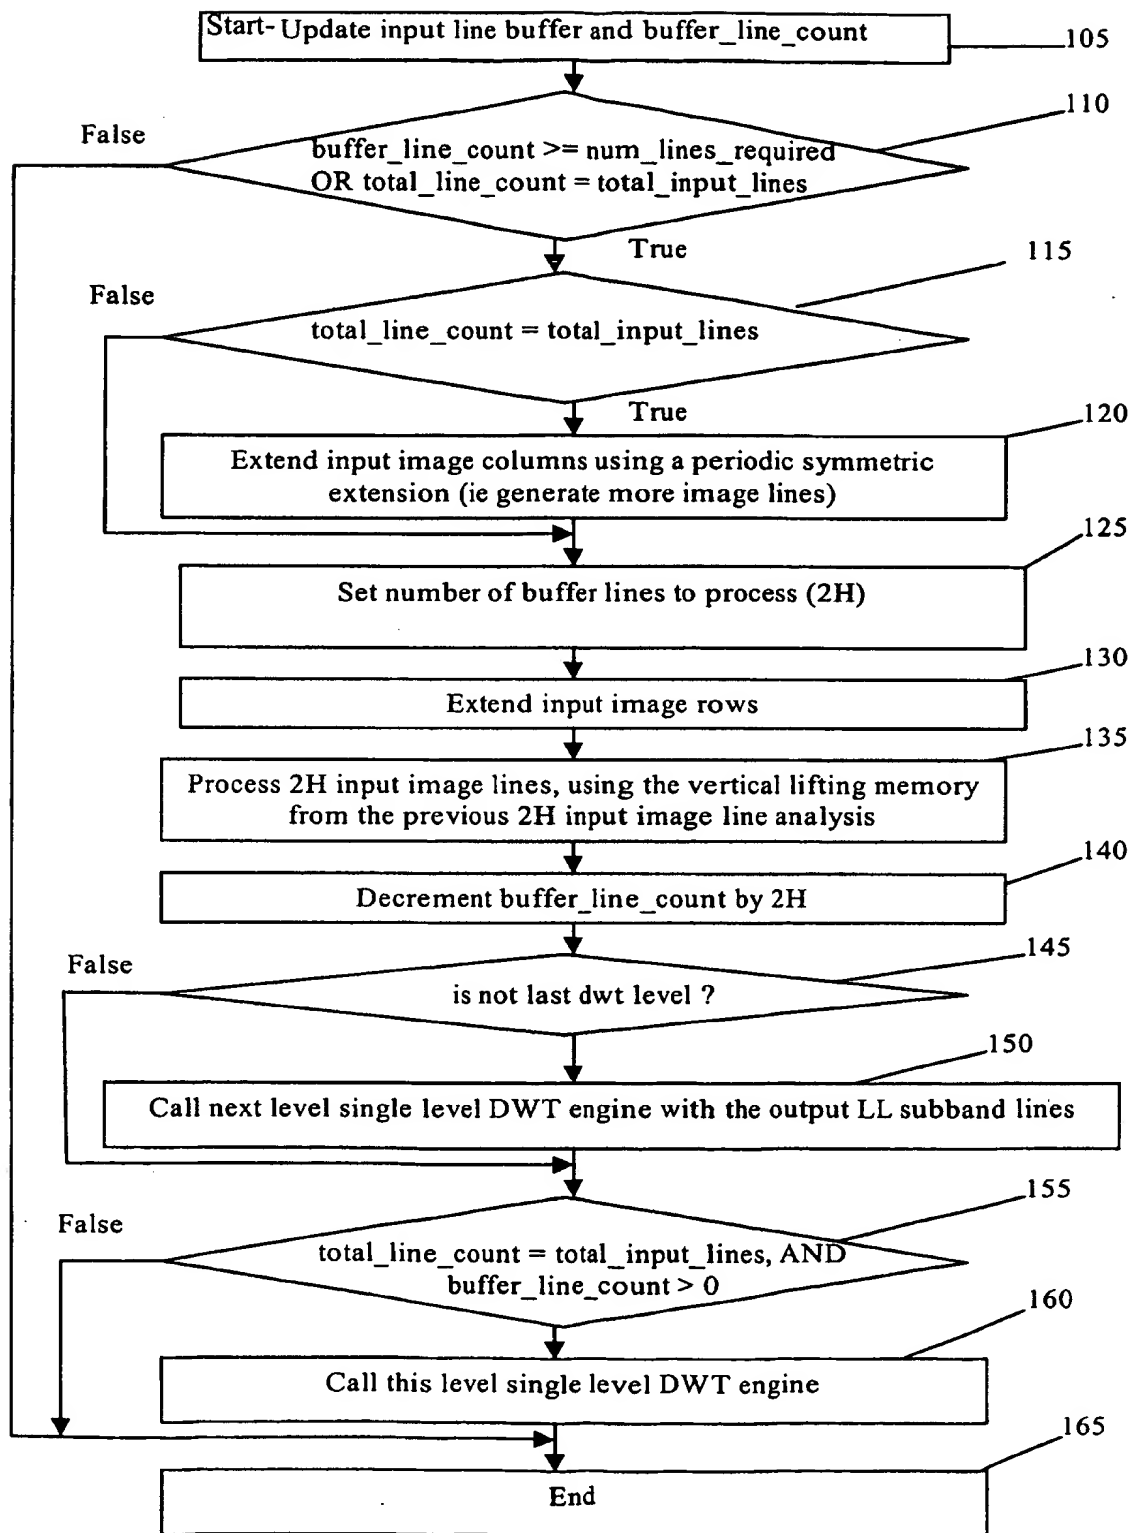 Start- Update input line buffer and buffer_line_count
105
110
False
buffer_line_count >= num_lines_required
OR total_line_count = total_input_lines
True
115
False
total_line_count = total_input_lines
True
120
Extend input image columns using a periodic symmetric
extension (ie generate more image lines)
125
Set number of buffer lines to process (2H)
130
Extend input image rows
135
Process 2H input image lines, using the vertical lifting memory
from the previous 2H input image line analysis
140
Decrement buffer_line_count by 2H
145
False
is not last dwt level ?
150
Call next level single level DWT engine with the output LL subband lines
155
False
total_line_count = total_input_lines, AND
buffer_line_count > 0
160
Call this level single level DWT engine
165
End